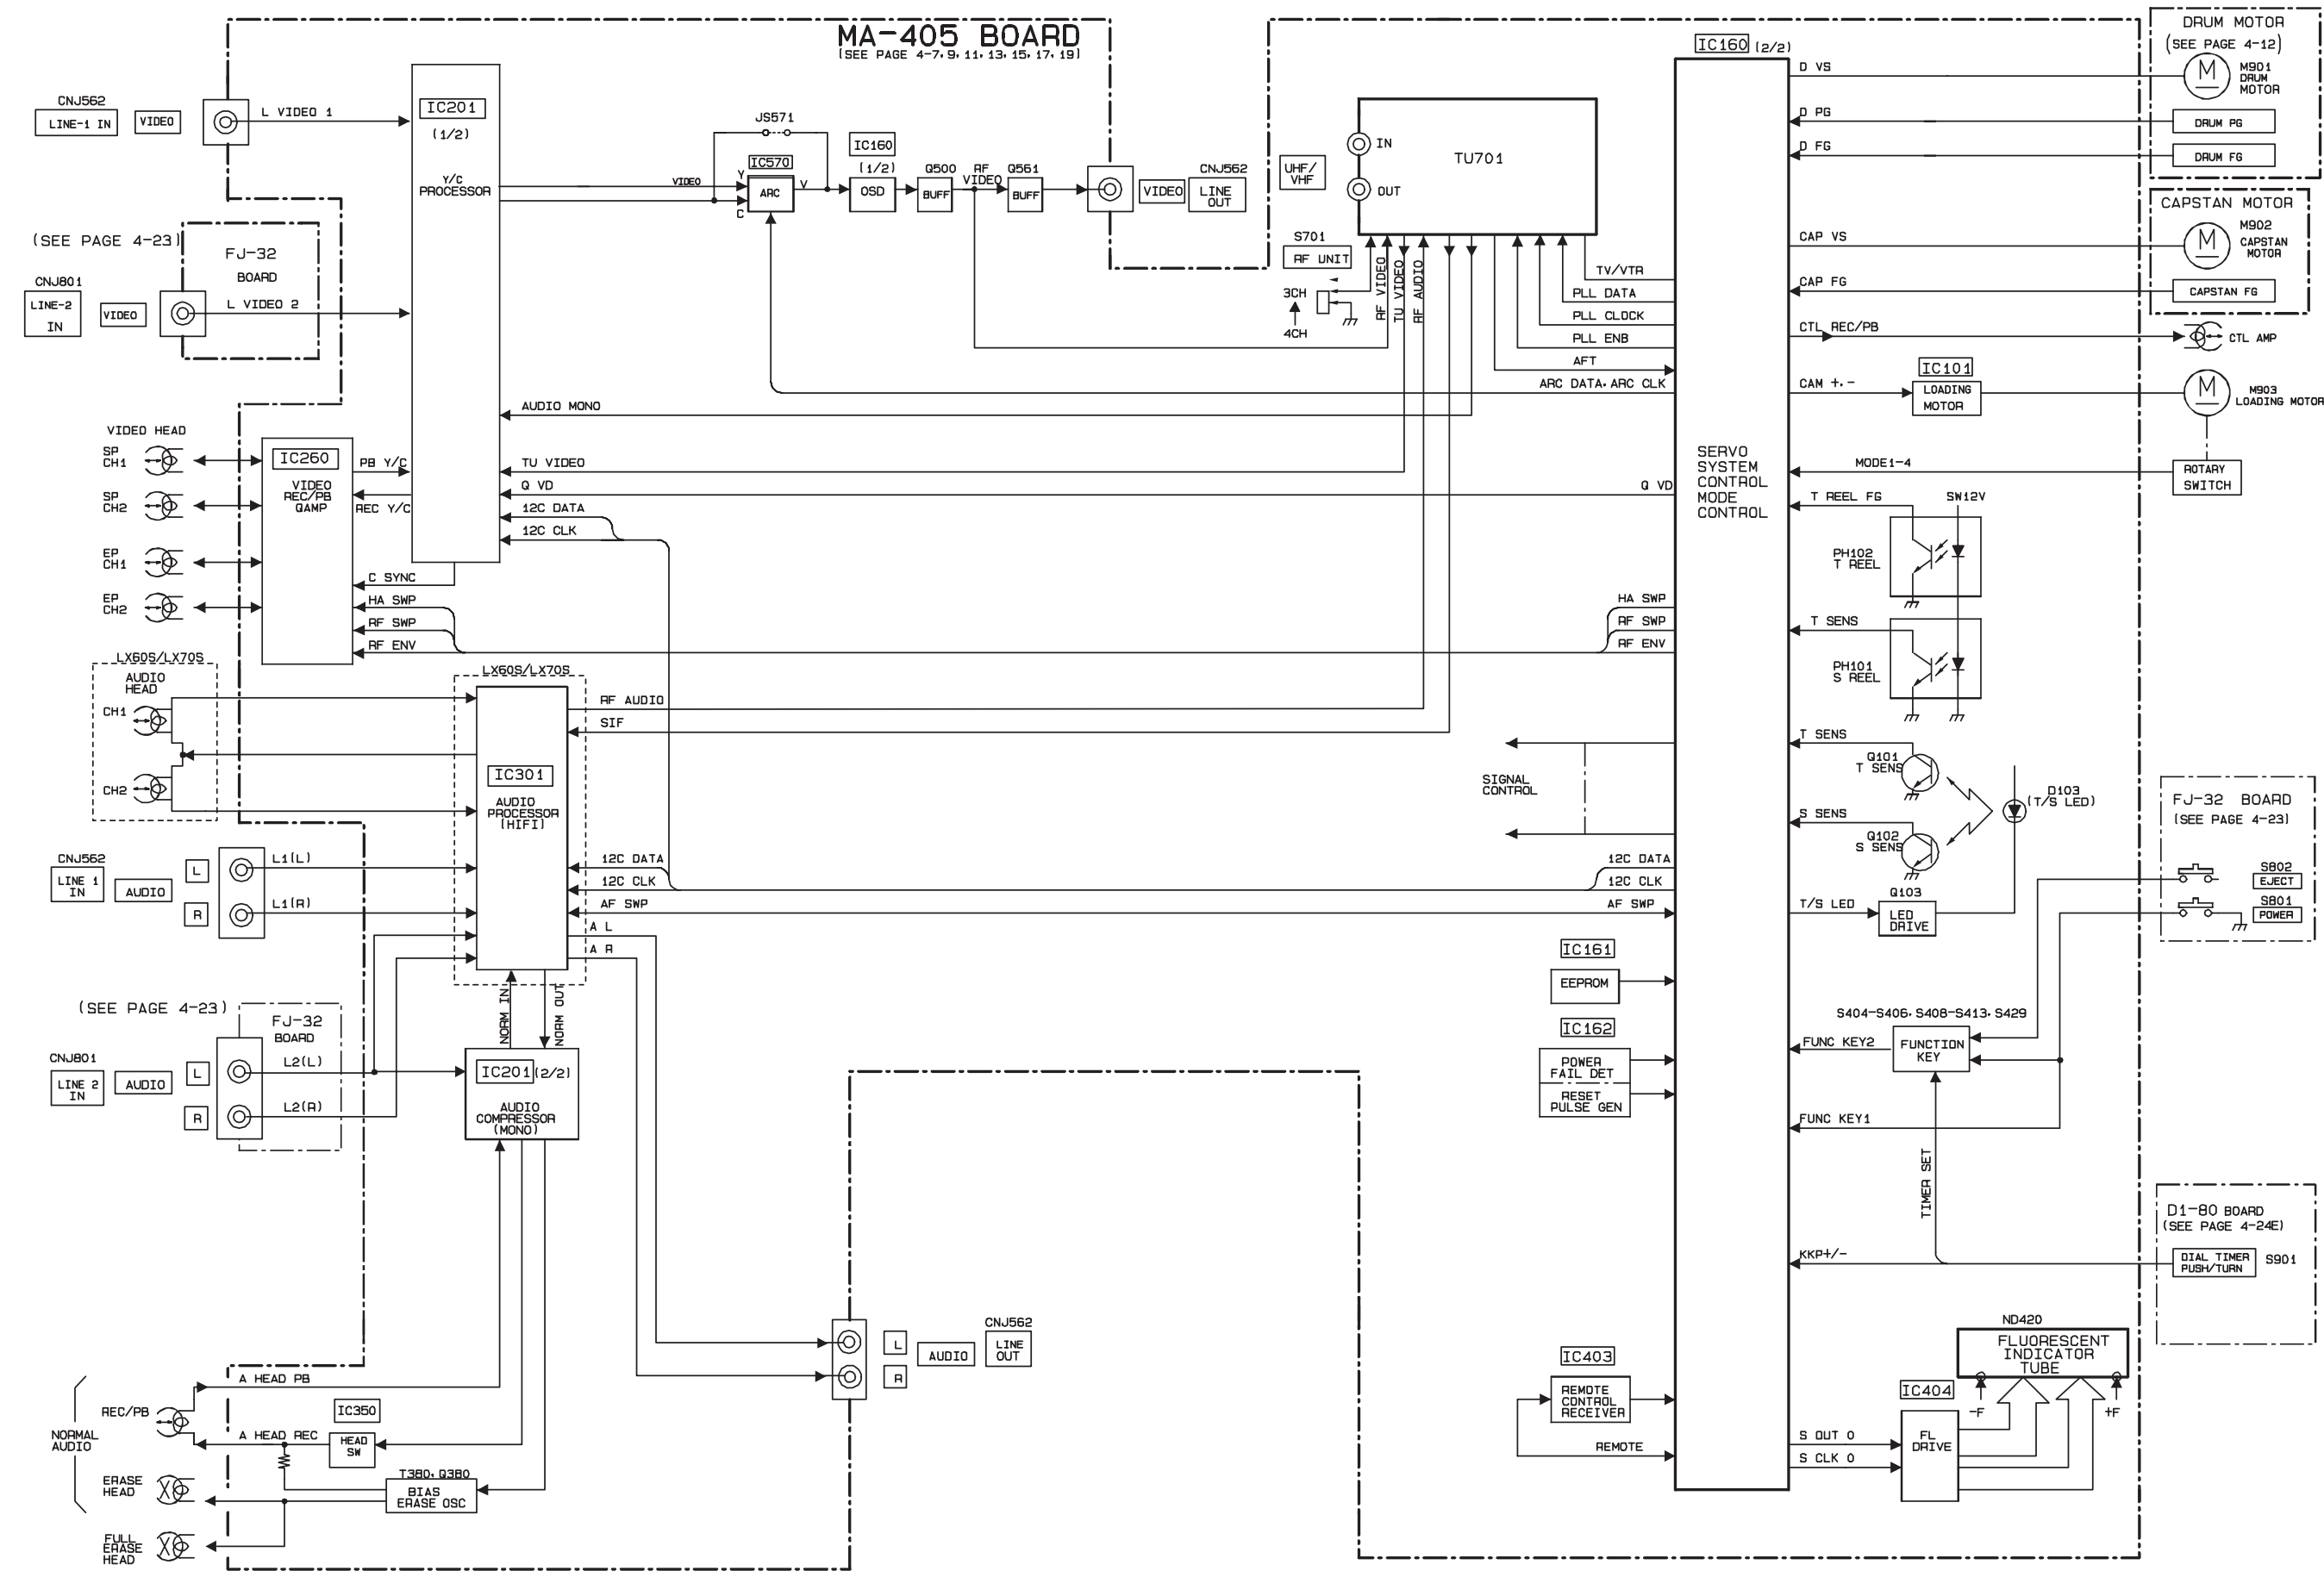 MA-405 BOARD
(SEE PAGE 4-7, 9, 11, 13, 15, 17, 19)
CNJ562
LINE-1 IN
VIDEO
L VIDEO 1
IC201
(1/2)
Y/C
PROCESSOR
(SEE PAGE 4-23)
FJ-32
BOARD
CNJ801
LINE-2
IN
VIDEO
L VIDEO 2
JS571
IC570
VIDEO
Y
C
ARC
V
IC160
(1/2)
OSD
Q500
BUFF
RF
VIDEO
Q561
BUFF
VIDEO
CNJ562
LINE
OUT
UHF/
VHF
IN
OUT
TU701
S701
RF UNIT
3CH
4CH
RF VIDEO
TU VIDEO
RF AUDIO
TV/VTR
PLL DATA
PLL CLOCK
PLL ENB
AFT
ARC DATA, ARC CLK
IC160 (2/2)
SERVO
SYSTEM
CONTROL
MODE
CONTROL
D VS
D PG
D FG
DRUM MOTOR
(SEE PAGE 4-12)
M
M901
DRUM
MOTOR
DRUM PG
DRUM FG
CAPSTAN MOTOR
CAP VS
M
M902
CAPSTAN
MOTOR
CAP FG
CAPSTAN FG
CTL REC/PB
CTL AMP
IC101
CAM +,-
LOADING
MOTOR
M
M903
LOADING MOTOR
MODE1-4
ROTARY
SWITCH
T REEL FG
SW12V
PH102
T REEL
T SENS
PH101
S REEL
T SENS
Q101
T SENS
S SENS
Q102
S SENS
D103
(T/S LED)
Q103
T/S LED
LED
DRIVE
FJ-32 BOARD
(SEE PAGE 4-23)
S802
EJECT
S801
POWER
VIDEO HEAD
SP
CH1
SP
CH2
EP
CH1
EP
CH2
IC260
VIDEO
REC/PB
QAMP
PB Y/C
REC Y/C
AUDIO MONO
TU VIDEO
Q VD
Q VD
12C DATA
12C CLK
C SYNC
HA SWP
RF SWP
RF ENV
HA SWP
RF SWP
RF ENV
LX60S/LX70S
AUDIO
HEAD
CH1
CH2
LX60S/LX70S
IC301
AUDIO
PROCESSOR
(HIFI)
RF AUDIO
SIF
SIGNAL
CONTROL
CNJ562
LINE 1
IN
AUDIO
L
R
L1(L)
L1(R)
12C DATA
12C CLK
AF SWP
12C DATA
12C CLK
AF SWP
A L
A R
(SEE PAGE 4-23)
FJ-32
BOARD
CNJ801
LINE 2
IN
AUDIO
L
R
L2(L)
L2(R)
NORM IN
NORM OUT
IC201 (2/2)
AUDIO
COMPRESSOR
(MONO)
IC161
EEPROM
IC162
POWER
FAIL DET
RESET
PULSE GEN
S404-S406, S408-S413, S429
FUNC KEY2
FUNCTION
KEY
FUNC KEY1
TIMER SET
D1-80 BOARD
(SEE PAGE 4-24E)
KKP+/-
DIAL TIMER
PUSH/TURN
S901
CNJ562
L
R
AUDIO
LINE
OUT
NORMAL
AUDIO
REC/PB
A HEAD PB
IC350
A HEAD REC
HEAD
SW
T380, Q380
BIAS
ERASE OSC
ERASE
HEAD
FULL
ERASE
HEAD
IC403
REMOTE
CONTROL
RECEIVER
REMOTE
ND420
FLUORESCENT
INDICATOR
TUBE
IC404
-F
+F
S OUT 0
S CLK 0
FL
DRIVE